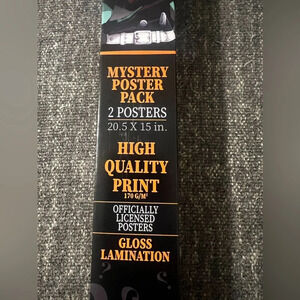 MYSTERY
POSTER
PACK
2 POSTERS
20.5 X 15 in.
HIGH
QUALITY
PRINT
170 G/M²
OFFICIALLY
LICENSED
POSTERS
GLOSS
LAMINATION